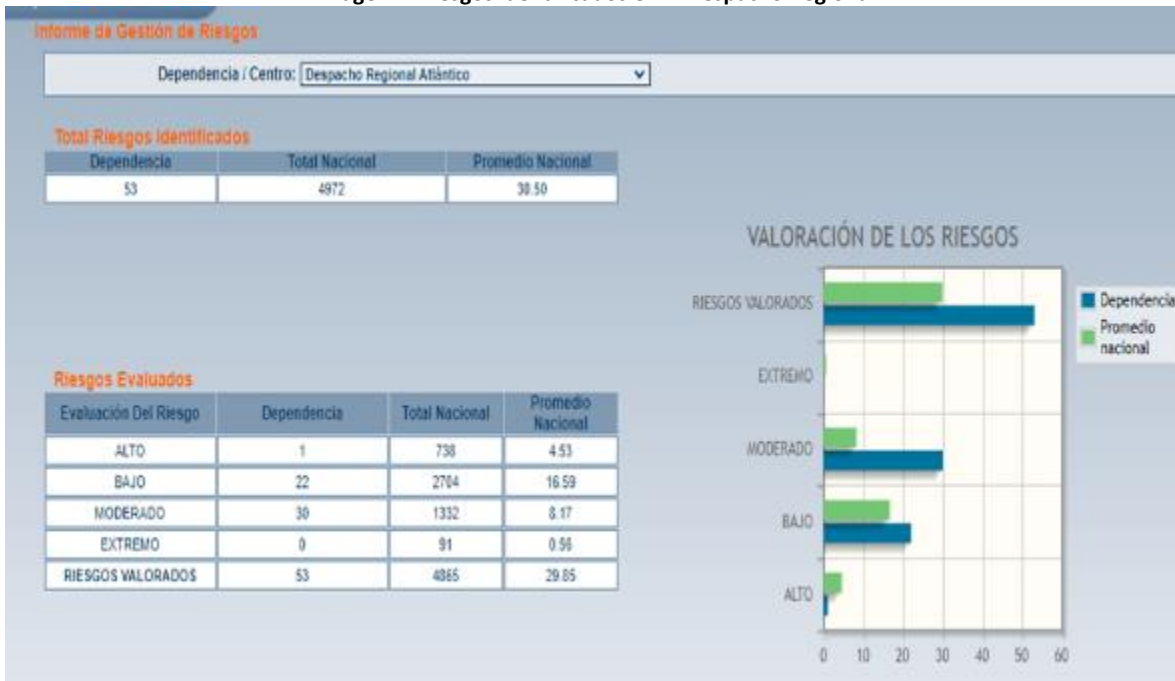 Informe de Gestión de Riesgos
Dependencia / Centro: Despacho Regional Atlántico
Total Riesgos Identificados
Dependencia Total Nacional Promedio Nacional
53 4972 30.50
VALORACIÓN DE LOS RIESGOS
RIESGOS VALORADOS
EXTREMO
MODERADO
BAJO
ALTO
0 10 20 30 40 50 60
Dependencia
Promedio
nacional
Riesgos Evaluados
Evaluación Del Riesgo Dependencia Total Nacional Promedio Nacional
ALTO 1 738 4.53
BAJO 22 2704 16.59
MODERADO 30 1332 8.17
EXTREMO 0 91 0.56
RIESGOS VALORADOS 53 4865 29.85